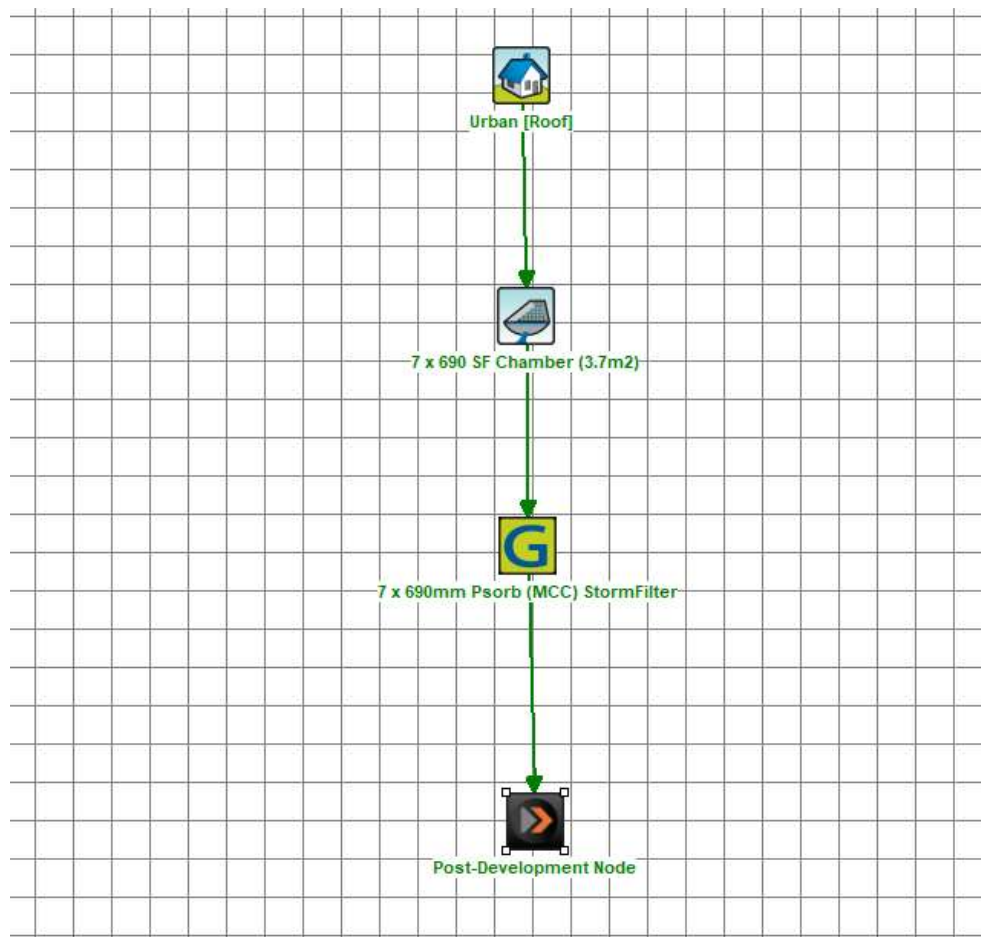 Urban [Roof]
7 x 690 SF Chamber (3.7m2)
G
7 x 690mm Psorb (MCC) StormFilter
Post-Development Node